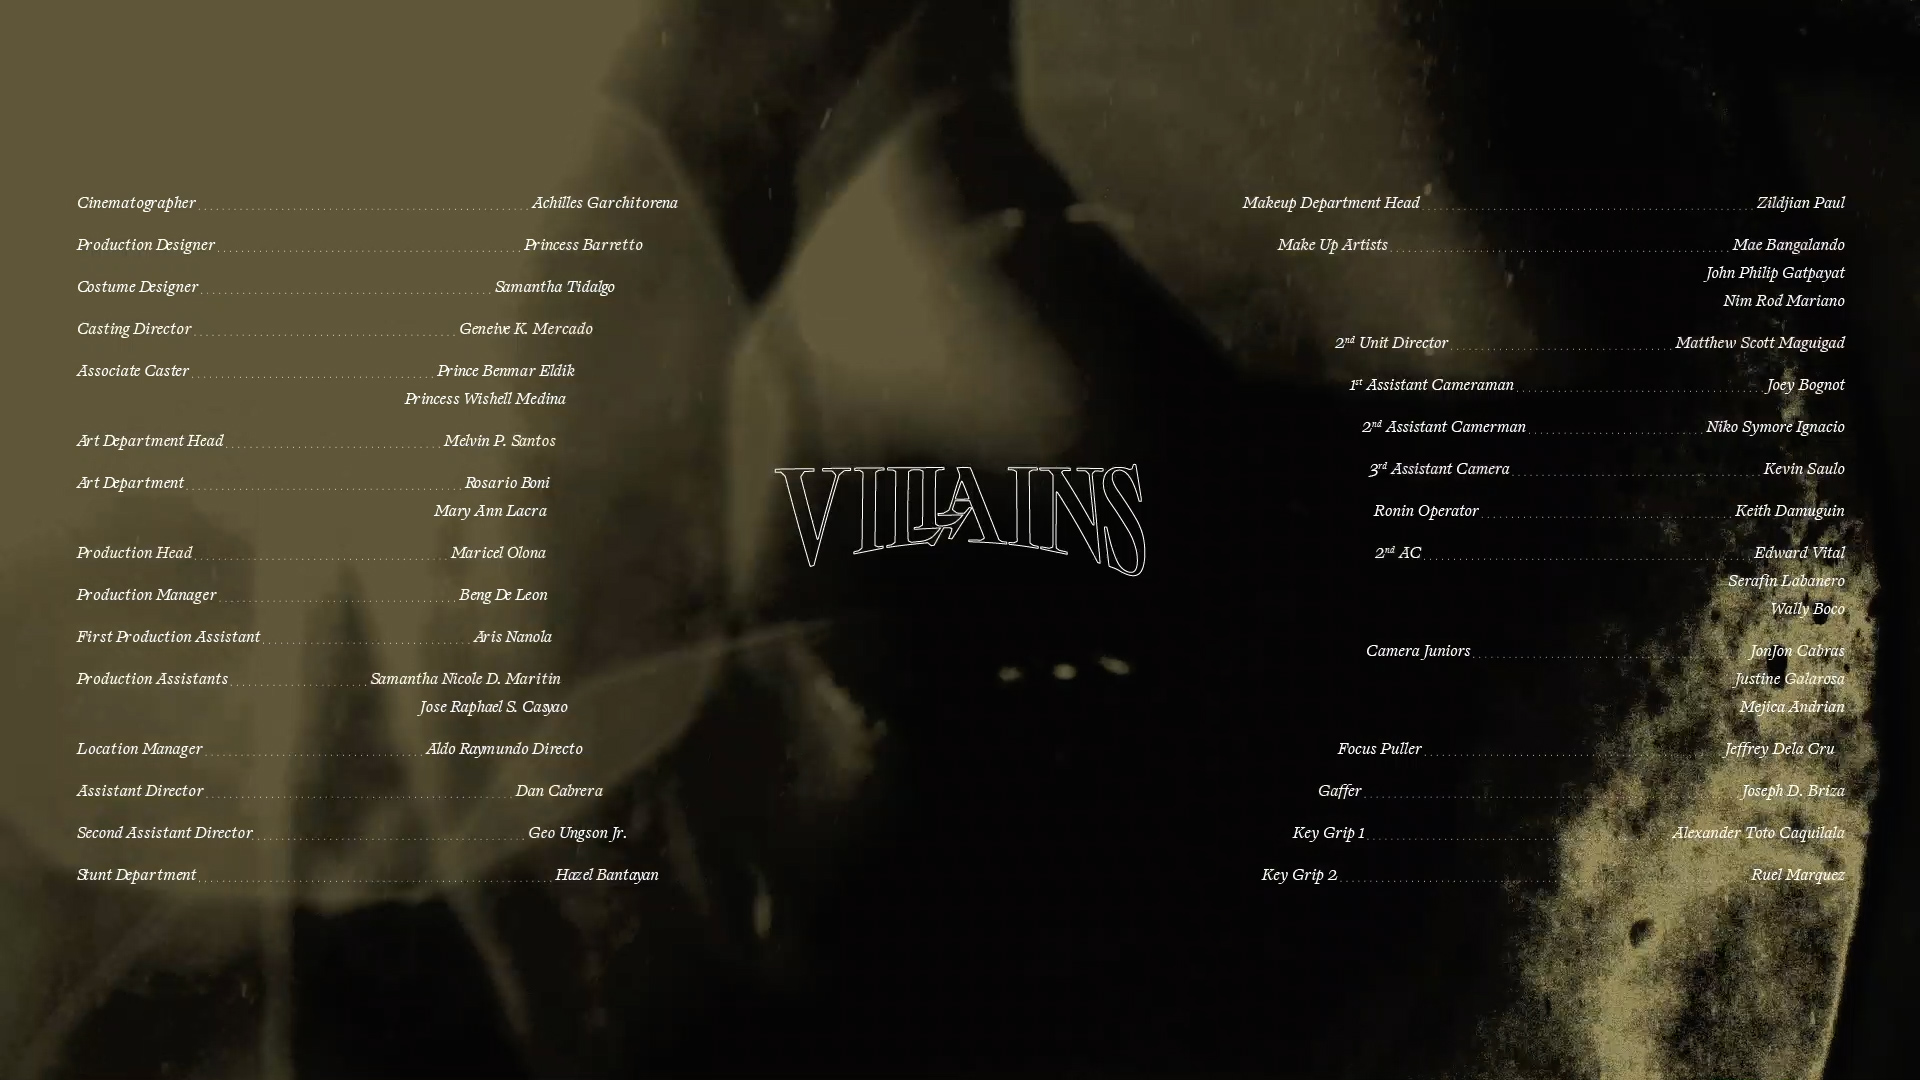 Cinematographer Achilles Garchitorena
Production Designer Princess Barretto
Costume Designer Samantha Tidalgo
Casting Director Geneive K. Mercado
Associate Caster Prince Benmar Eldik
Princess Wishell Medina
Art Department Head Melvin P. Santos
Art Department Rosario Boni
Mary Ann Lacra
Production Head Maricel Olona
Production Manager Beng De Leon
First Production Assistant Aris Nanola
Production Assistants Samantha Nicole D. Maritin
Jose Raphael S. Casyao
Location Manager Aldo Raymundo Directo
Assistant Director Dan Cabrera
Second Assistant Director Geo Ungson Jr.
Stunt Department Hazel Bantayan
VILLAINS
Makeup Department Head Zildjian Paul
Make Up Artists Mae Bangalando
John Philip Gatpayat
Nim Rod Mariano
2nd Unit Director Matthew Scott Maguigad
1st Assistant Cameraman Joey Bognot
2nd Assistant Camerman Niko Symore Ignacio
3rd Assistant Camera Kevin Saulo
Ronin Operator Keith Damuguin
2nd AC Edward Vital
Serafin Labanero
Wally Boco
Camera Juniors JonJon Cabras
Justine Galarosa
Mejica Andrian
Focus Puller Jeffrey Dela Cru
Gaffer Joseph D. Briza
Key Grip 1 Alexander Toto Caquilala
Key Grip 2 Ruel Marquez